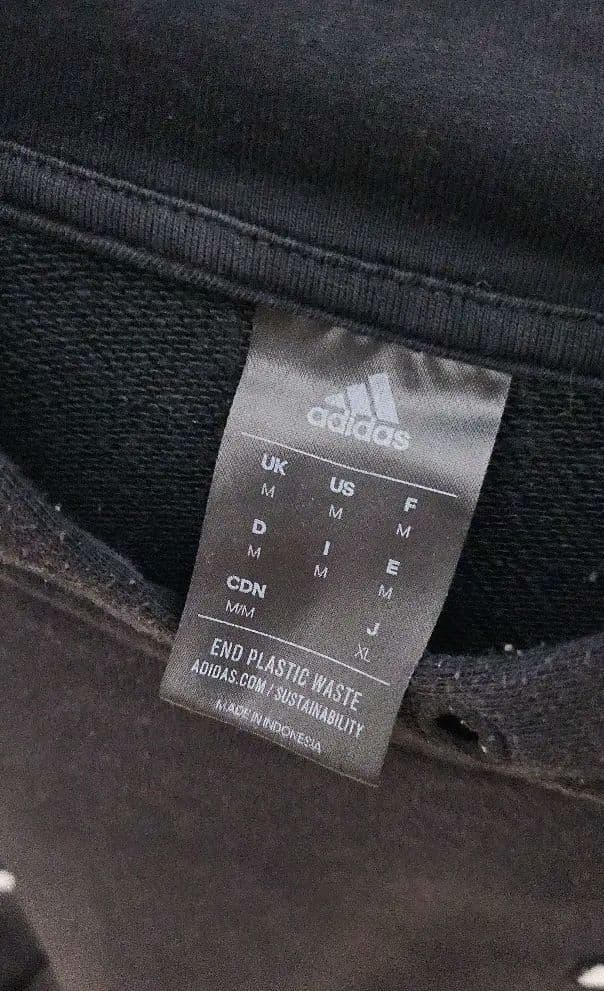 adidas
UK US F
M M M
D I E
M M M
CDN J
M/M XL
END PLASTIC WASTE
ADIDAS.COM / SUSTAINABILITY
MADE IN INDONESIA